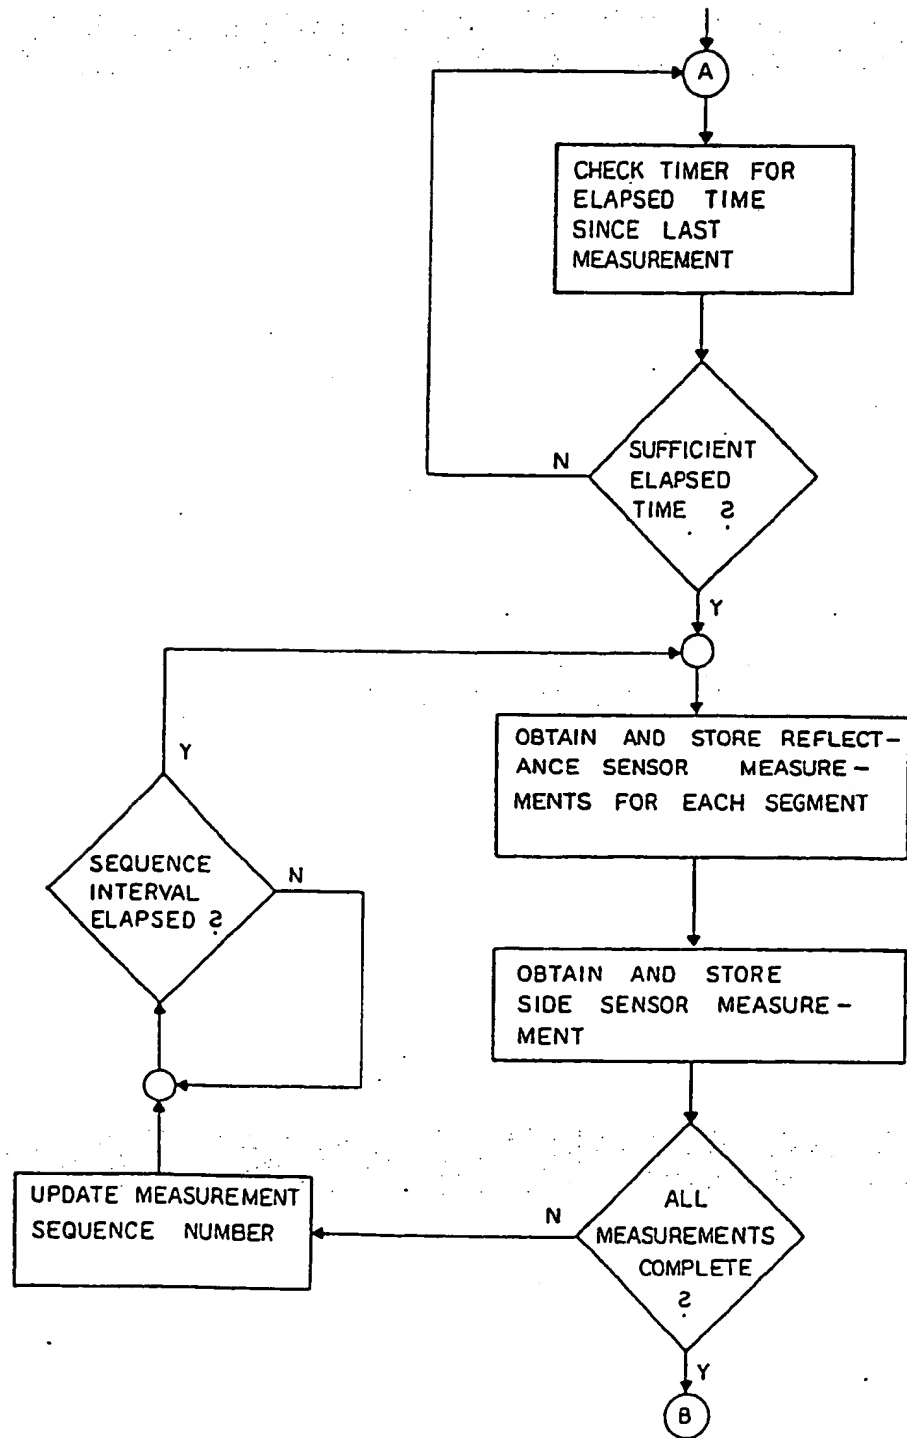 A
CHECK TIMER FOR
ELAPSED TIME
SINCE LAST
MEASUREMENT
SUFFICIENT
ELAPSED
TIME ?
N
Y
OBTAIN AND STORE REFLECT-
ANCE SENSOR MEASURE-
MENTS FOR EACH SEGMENT
Y
SEQUENCE
INTERVAL
ELAPSED ?
N
OBTAIN AND STORE
SIDE SENSOR MEASURE-
MENT
UPDATE MEASUREMENT
SEQUENCE NUMBER
N
ALL
MEASUREMENTS
COMPLETE
?
Y
B